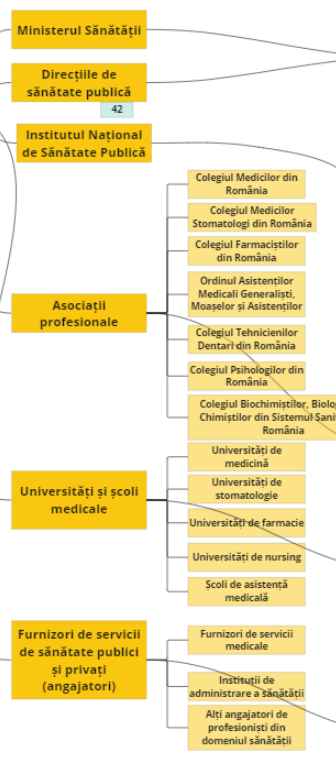 Ministerul Sănătății
Direcțiile de
sănătate publică
42
Institutul Național
de Sănătate Publică
Asociații
profesionale
Colegiul Medicilor din
România
Colegiul Medicilor
Stomatologi din România
Colegiul Farmaciștilor
din România
Ordinul Asistenților
Medicali Generaliști,
Moașelor și Asistenților
Colegiul Tehnicienilor
Dentari din România
Colegiul Psihologilor din
România
Colegiul Biochimiștilor,
Chimiștilor din Sistemul
România
Universități și școli
medicale
Universități de
medicină
Universități de
stomatologie
Universități de farmacie
Universități de nursing
Școli de asistență
medicală
Furnizori de servicii
de sănătate publici
și privați
(angajatori)
Furnizori de servicii
medicale
Instituții de
administrare a sănătății
Alți angajatori de
profesioniști din
domeniul sănătății